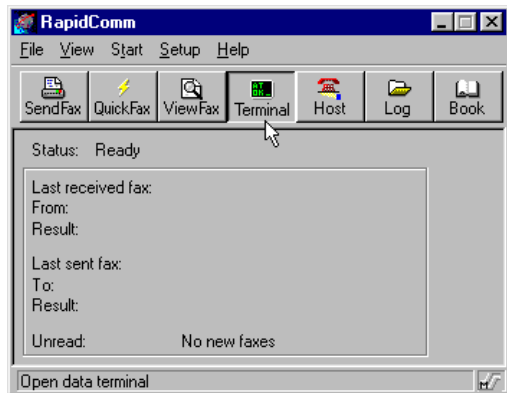 RapidComm
File View Start Setup Help
SendFax QuickFax ViewFax Terminal Host Log Book
Status: Ready
Last received fax:
From:
Result:
Last sent fax:
To:
Result:
Unread: No new faxes
Open data terminal